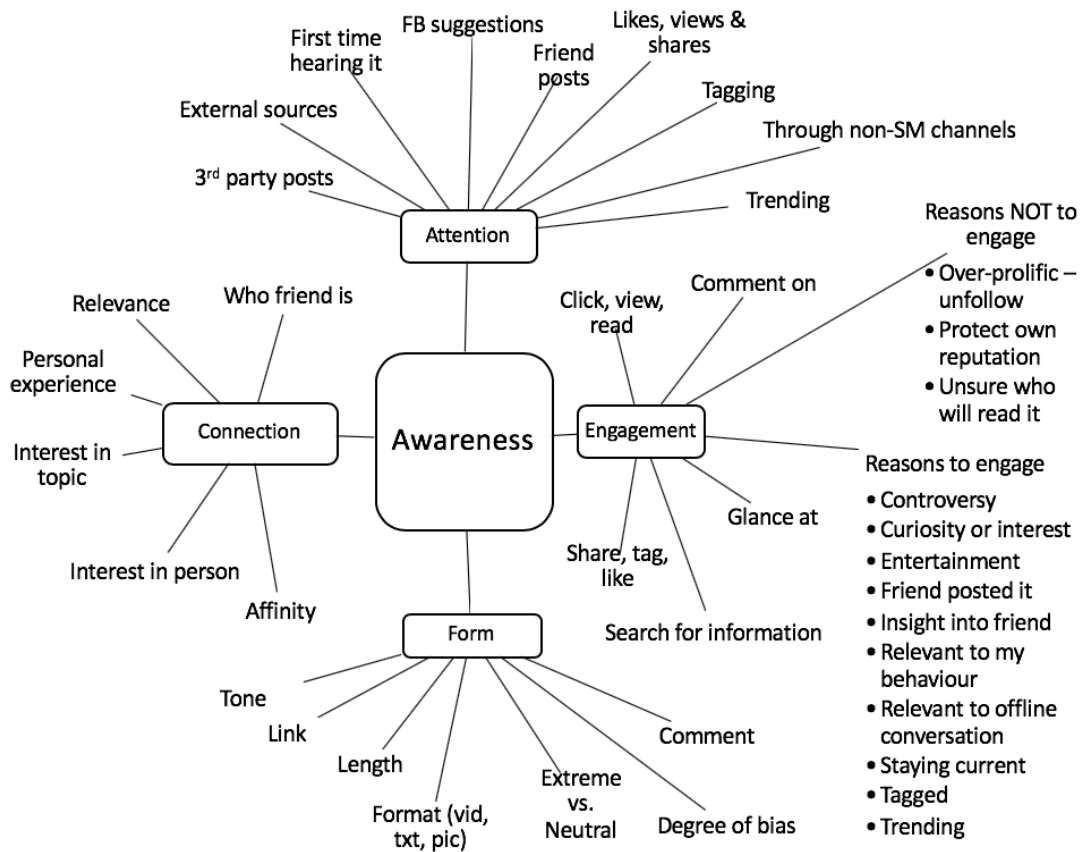 FB suggestions
Likes, views &
shares
First time
hearing it
Friend
posts
Tagging
External sources
Through non-SM channels
3rd party posts
Trending
Attention
Reasons NOT to
engage
• Over-prolific –
unfollow
• Protect own
reputation
• Unsure who
will read it
Relevance
Who friend is
Personal
experience
Connection
Interest in
topic
Interest in person
Affinity
Awareness
Click, view,
read
Comment on
Engagement
Glance at
Share, tag,
like
Search for information
Reasons to engage
• Controversy
• Curiosity or interest
• Entertainment
• Friend posted it
• Insight into friend
• Relevant to my
behaviour
• Relevant to offline
conversation
• Staying current
• Tagged
• Trending
Form
Tone
Link
Length
Format (vid,
txt, pic)
Extreme
vs.
Neutral
Comment
Degree of bias